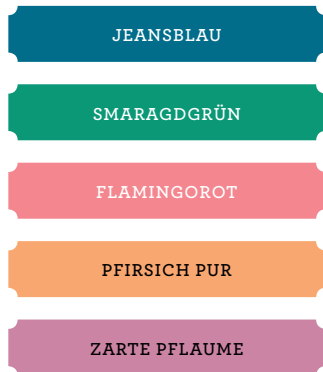 JEANSBLAU
SMARAGDGRÜN
FLAMINGOROT
PFIRSICH PUR
ZARTE PFLAUME